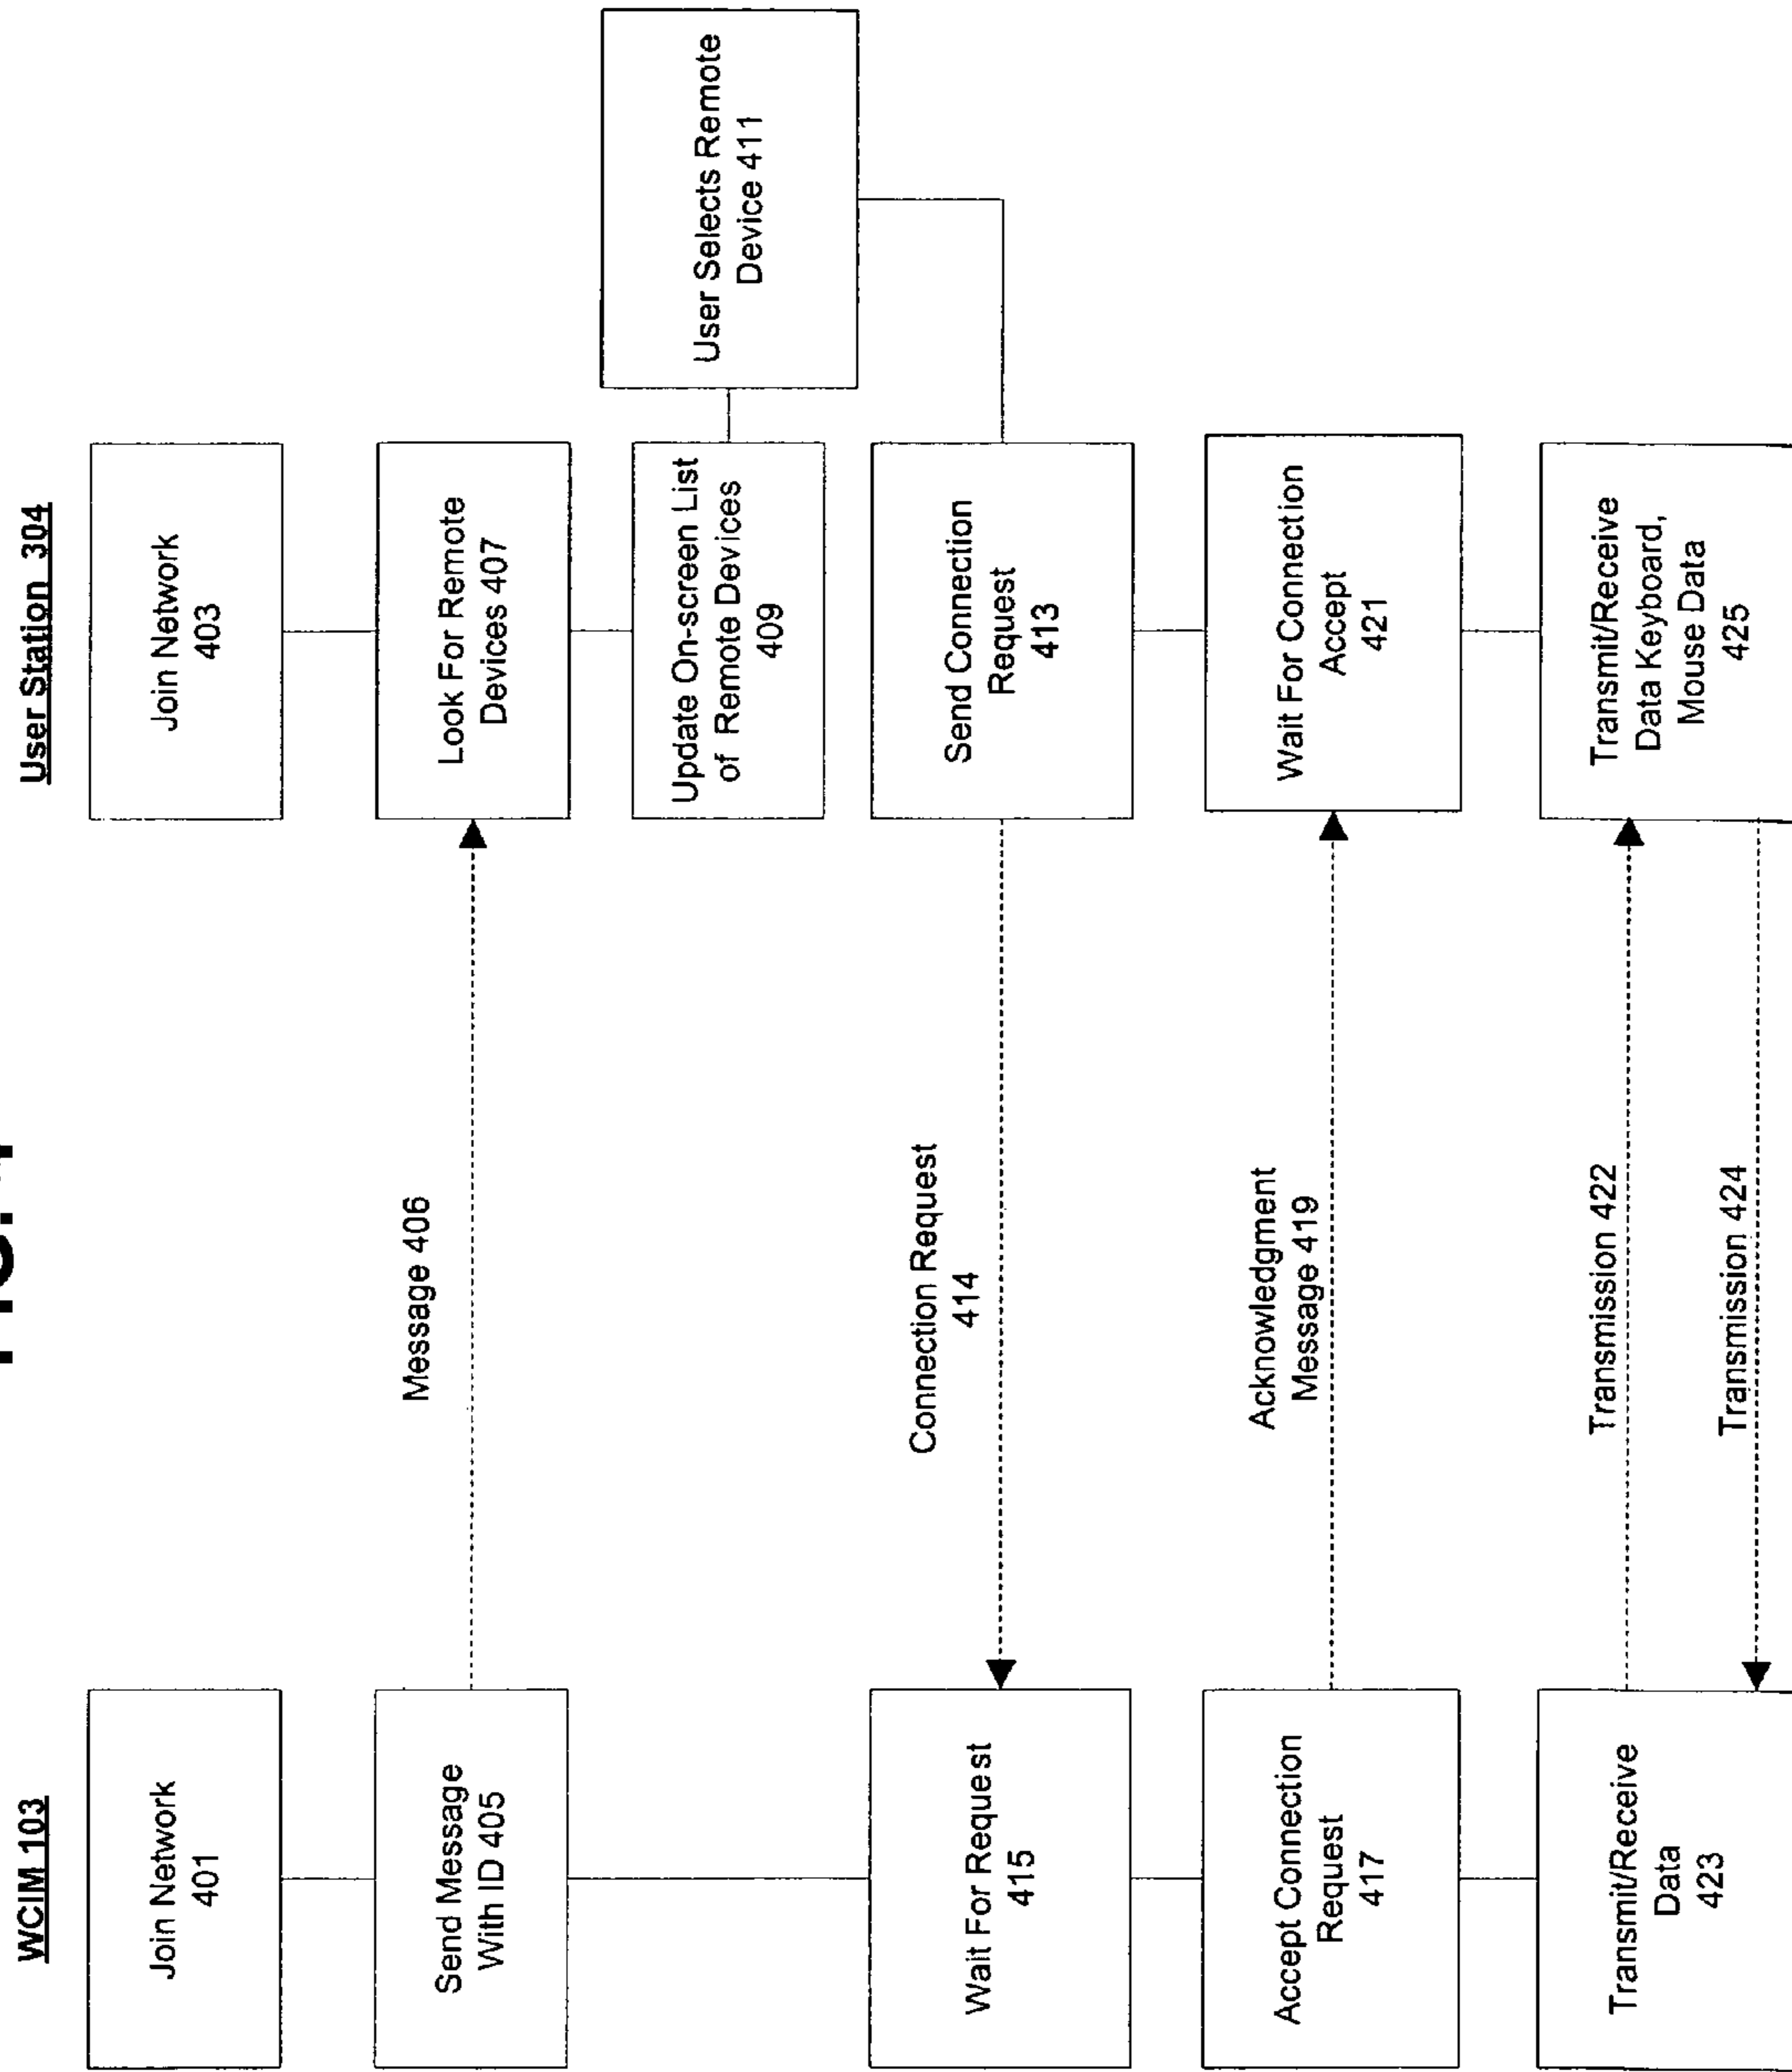 WCIM 103
User Station 304
Join Network
401
Join Network
403
Send Message
With ID 405
Message 406
Look For Remote
Devices 407
Update On-screen List
of Remote Devices
409
User Selects Remote
Device 411
Wait For Request
415
Connection Request
414
Send Connection
Request
413
Accept Connection
Request
417
Acknowledgment
Message 419
Wait For Connection
Accept
421
Transmit/Receive
Data
423
Transmission 422
Transmission 424
Transmit/Receive
Data Keyboard,
Mouse Data
425